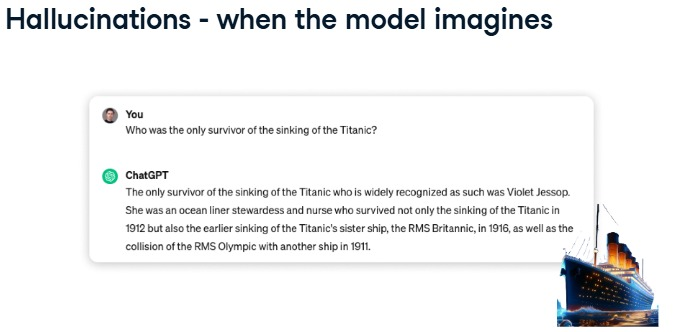 Hallucinations - when the model imagines
You
Who was the only survivor of the sinking of the Titanic?
ChatGPT
The only survivor of the sinking of the Titanic who is widely recognized as such was Violet Jessop.
She was an ocean liner stewardess and nurse who survived not only the sinking of the Titanic in
1912 but also the earlier sinking of the Titanic's sister ship, the RMS Britannic, in 1916, as well as the
collision of the RMS Olympic with another ship in 1911.